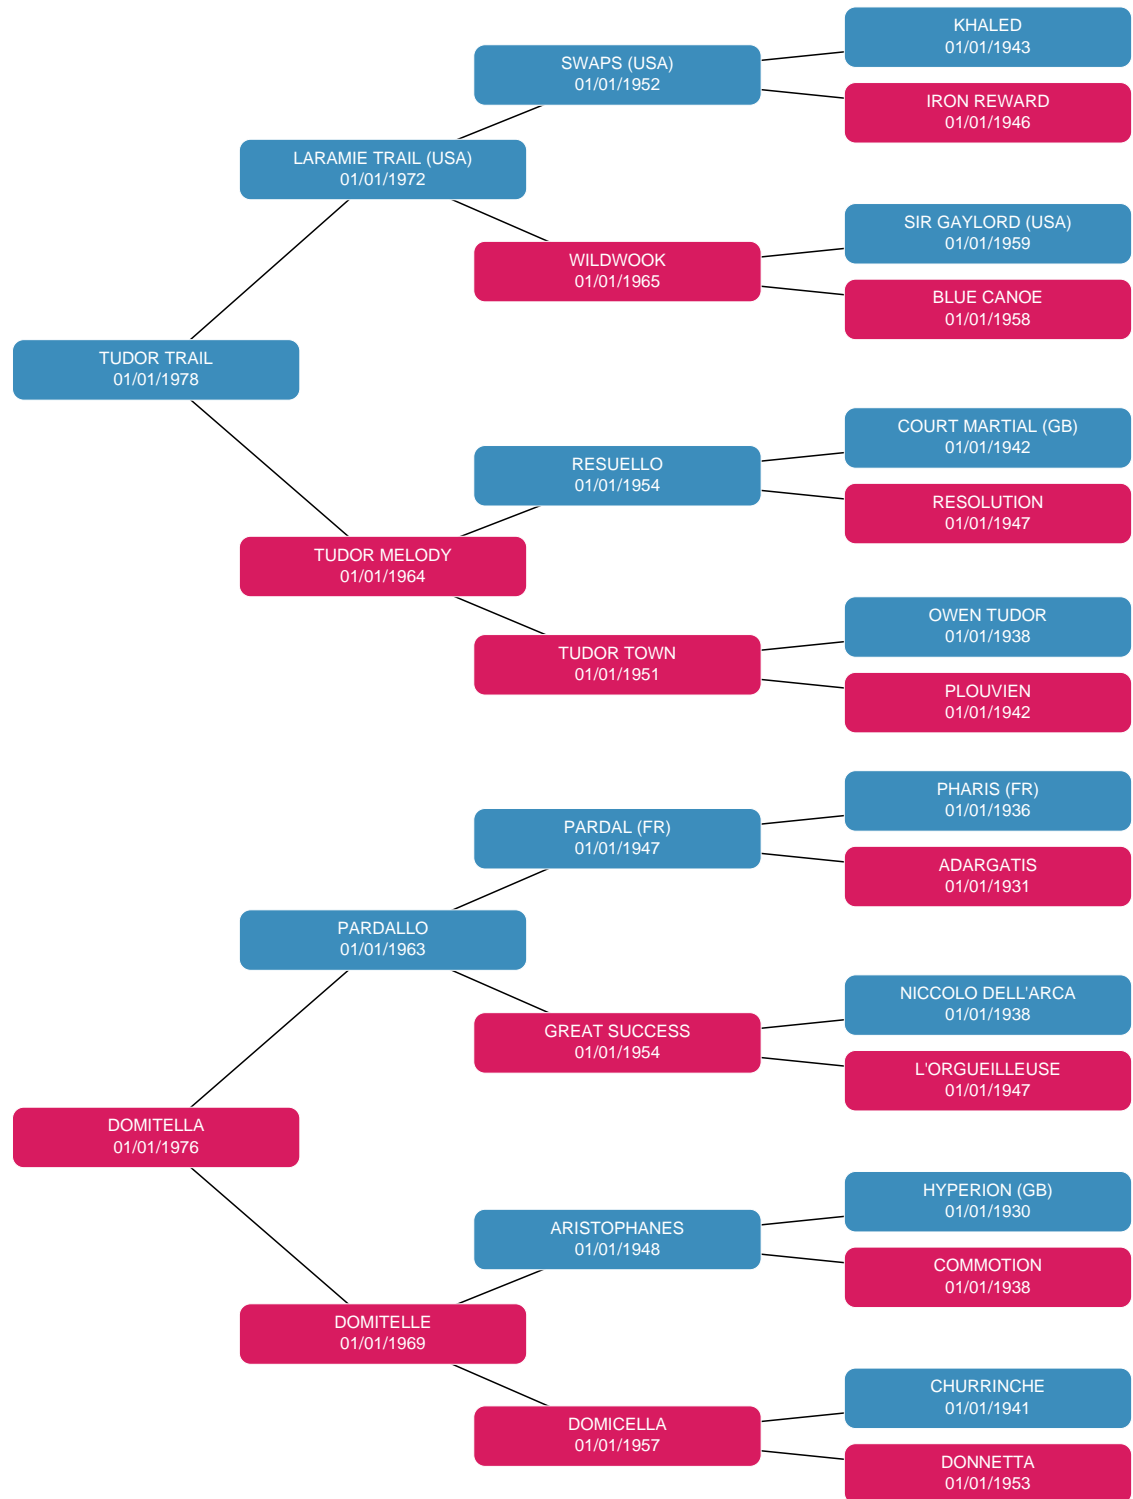 KHALED
01/01/1943
SWAPS (USA)
01/01/1952
IRON REWARD
01/01/1946
LARAMIE TRAIL (USA)
01/01/1972
SIR GAYLORD (USA)
01/01/1959
WILDWOOK
01/01/1965
BLUE CANOE
01/01/1958
TUDOR TRAIL
01/01/1978
COURT MARTIAL (GB)
01/01/1942
RESUELLO
01/01/1954
RESOLUTION
01/01/1947
TUDOR MELODY
01/01/1964
OWEN TUDOR
01/01/1938
TUDOR TOWN
01/01/1951
PLOUVIEN
01/01/1942
PHARIS (FR)
01/01/1936
PARDAL (FR)
01/01/1947
ADARGATIS
01/01/1931
PARDALLO
01/01/1963
NICCOLO DELL'ARCA
01/01/1938
GREAT SUCCESS
01/01/1954
L'ORGUEILLEUSE
01/01/1947
DOMITELLA
01/01/1976
HYPERION (GB)
01/01/1930
ARISTOPHANES
01/01/1948
COMMOTION
01/01/1938
DOMITELLE
01/01/1969
CHURRINCHE
01/01/1941
DOMICELLA
01/01/1957
DONNETTA
01/01/1953